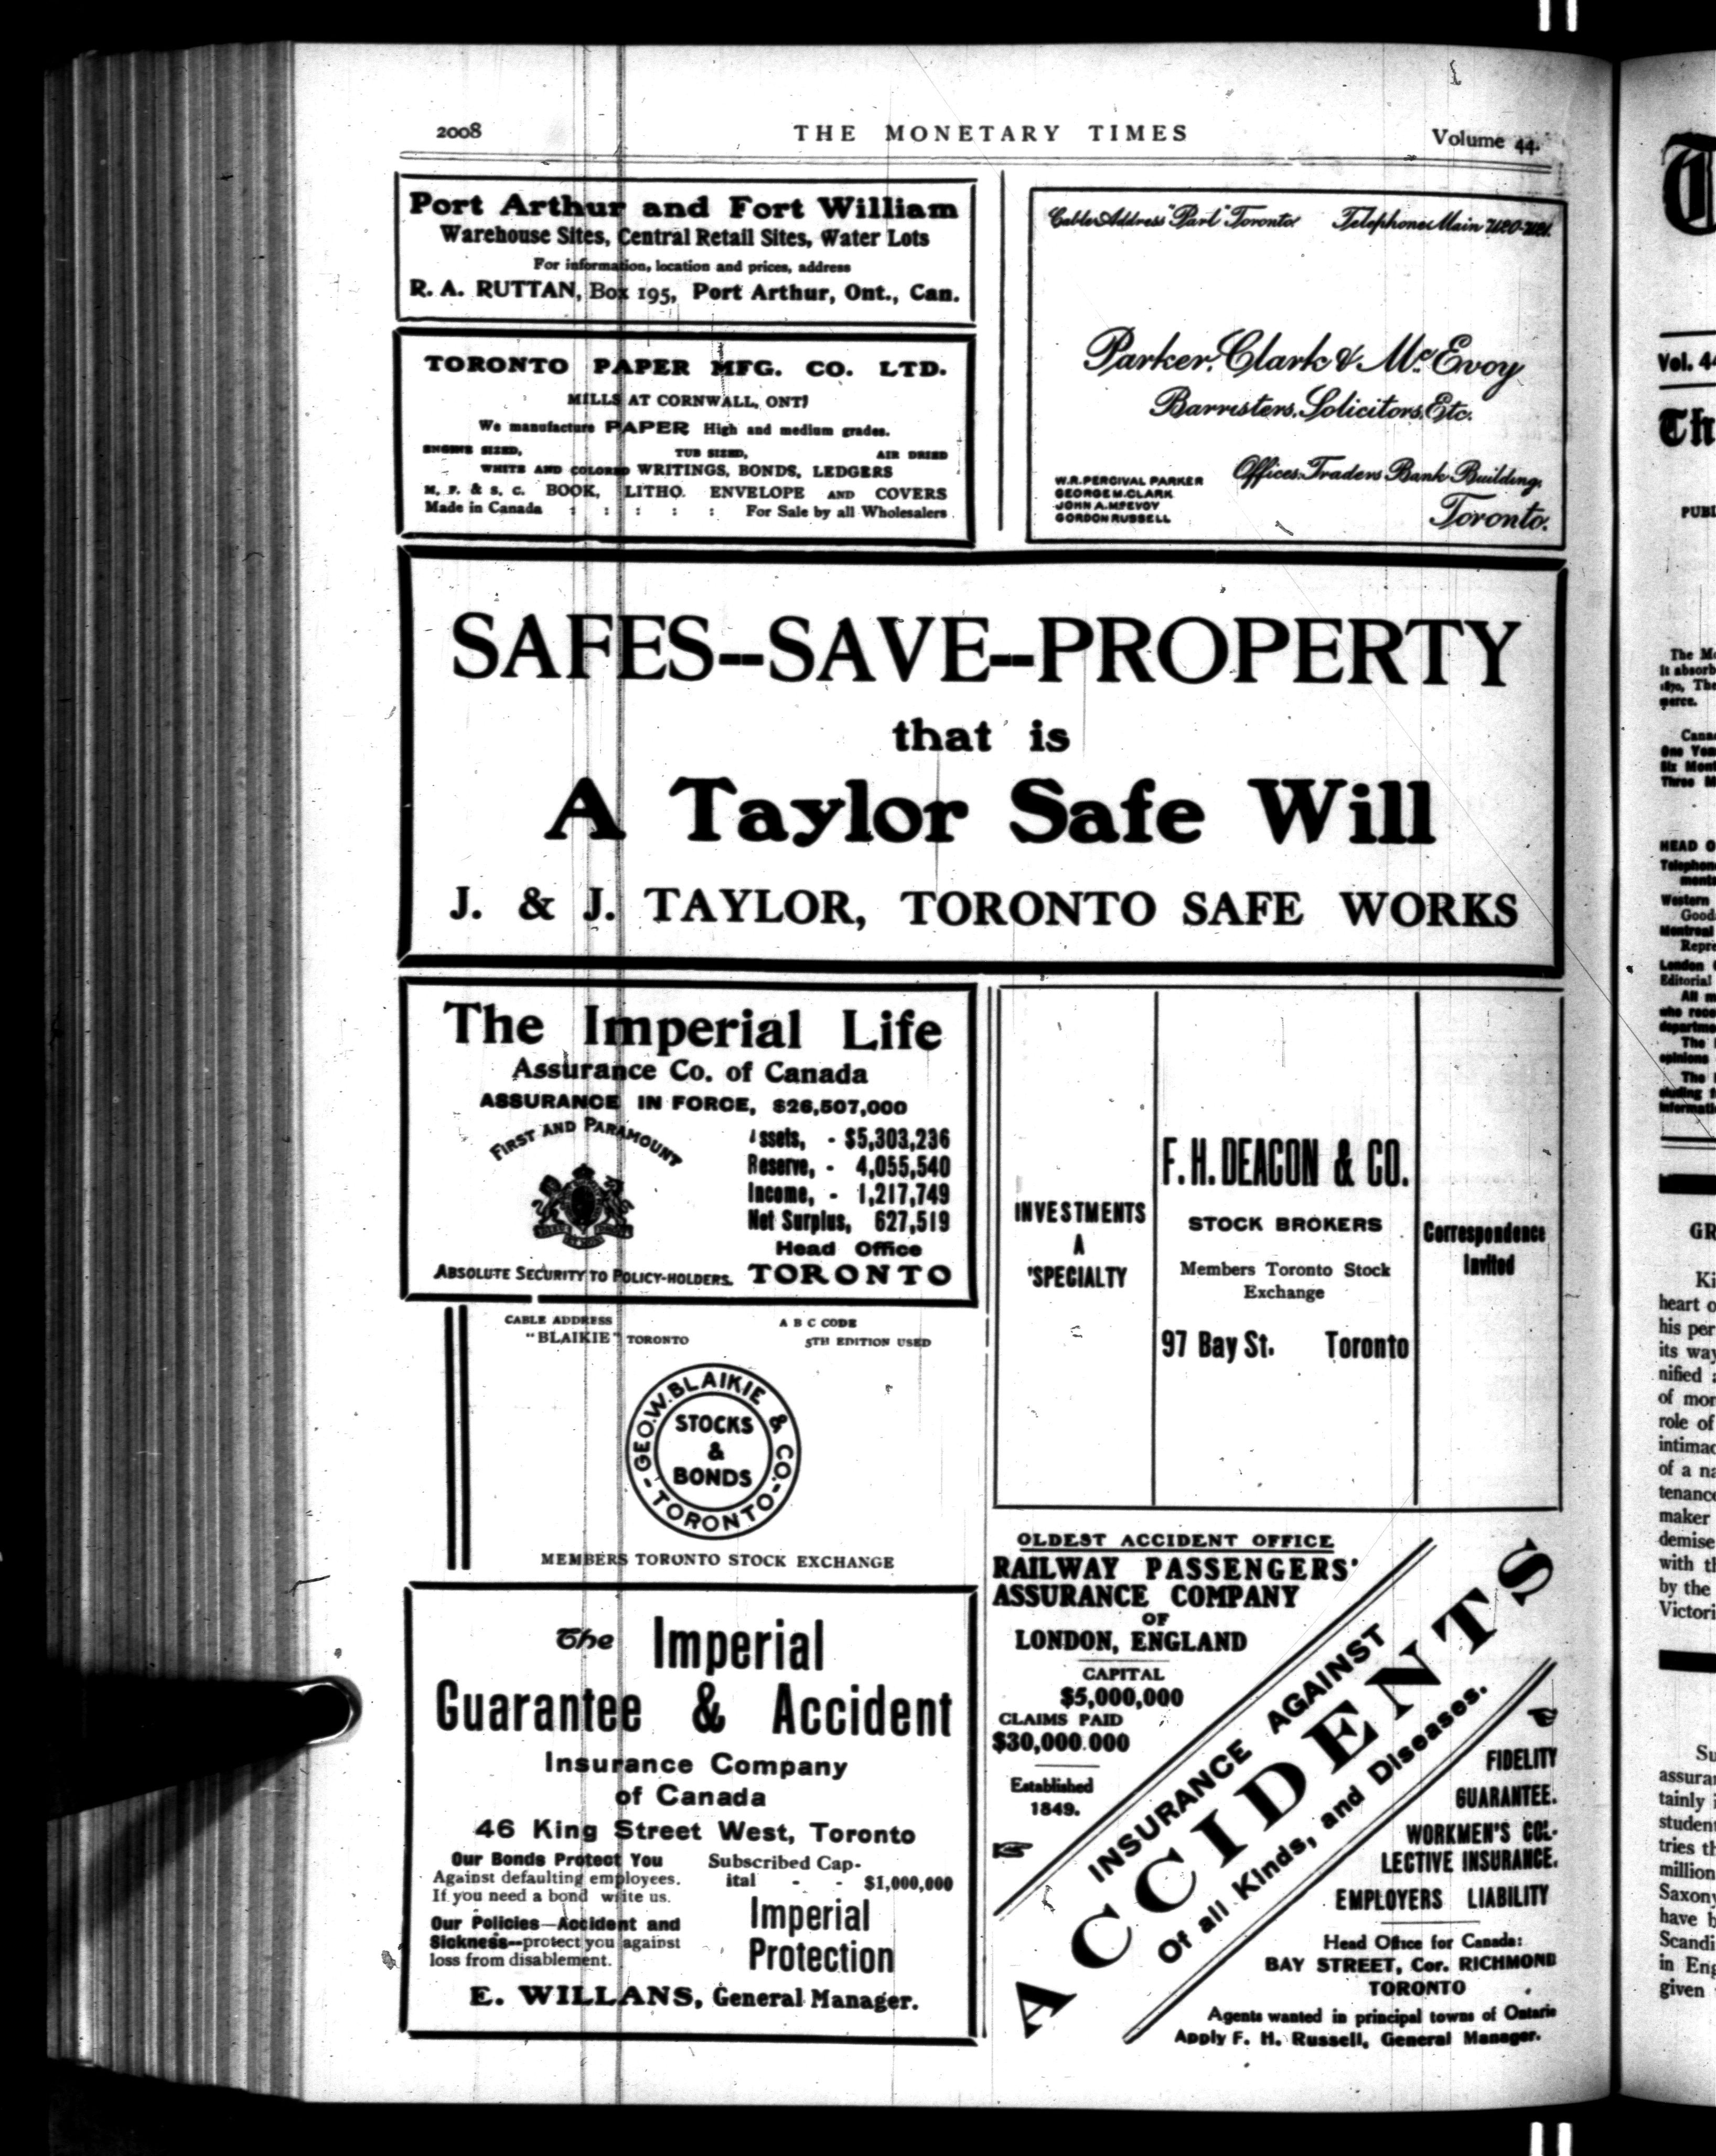 2008
THE MONETARY TIMES
Volume 44.
Port Arthur and Fort William
Warehouse Sites, Central Retail Sites, Water Lots
For information, location and prices, address
R. A. RUTTAN, Box 195, Port Arthur, Ont., Can.
TORONTO PAPER MFG. CO. LTD.
MILLS AT CORNWALL, ONT
We manufacture PAPER High and medium grades.
ENGINE SIZED, TUB SIZED, AIR DRIED
WHITE AND COLORED WRITINGS, BONDS, LEDGERS
M. F. & S. C. BOOK, LITHO. ENVELOPE AND COVERS
Made in Canada : : : : : For Sale by all Wholesalers
Cable Address "Parl" Toronto. Telephone Main
Parker, Clark & McEvoy
Barristers, Solicitors, Etc.
Offices, Traders Bank Building,
Toronto.
W.R. PERCIVAL PARKER
GEORGE M. CLARK
JOHN A. McEVOY
GORDON RUSSELL
SAFES--SAVE--PROPERTY
that is
A Taylor Safe Will
J. & J. TAYLOR, TORONTO SAFE WORKS
The Imperial Life
Assurance Co. of Canada
ASSURANCE IN FORCE, $26,507,000
FIRST AND PARAMOUNT
Assets, - $5,303,236
Reserve, - 4,055,540
Income, - 1,217,749
Net Surplus, 627,519
Head Office
ABSOLUTE SECURITY TO POLICY-HOLDERS. TORONTO
INVESTMENTS
A
SPECIALTY
F. H. DEACON & CO.
STOCK BROKERS
Members Toronto Stock
Exchange
97 Bay St. Toronto
Correspondence
Invited
CABLE ADDRESS
"BLAIKIE" TORONTO
A B C CODE
5TH EDITION USED
GEO. W. BLAIKIE & CO.
STOCKS
&
BONDS
-TORONTO-
MEMBERS TORONTO STOCK EXCHANGE
The Imperial
Guarantee & Accident
Insurance Company
of Canada
46 King Street West, Toronto
Our Bonds Protect You
Against defaulting employees.
If you need a bond write us.
Our Policies—Accident and
Sickness--protect you against
loss from disablement.
Subscribed Cap-
ital - - $1,000,000
Imperial
Protection
E. WILLANS, General Manager.
OLDEST ACCIDENT OFFICE
RAILWAY PASSENGERS'
ASSURANCE COMPANY
OF
LONDON, ENGLAND
CAPITAL
$5,000,000
CLAIMS PAID
$30,000.000
Established
1849.
INSURANCE AGAINST
ACCIDENTS
Of all Kinds, and Diseases.
FIDELITY
GUARANTEE.
WORKMEN'S COL-
LECTIVE INSURANCE.
EMPLOYERS LIABILITY
Head Office for Canada:
BAY STREET, Cor. RICHMOND
TORONTO
Agents wanted in principal towns of Ontario
Apply F. H. Russell, General Manager.